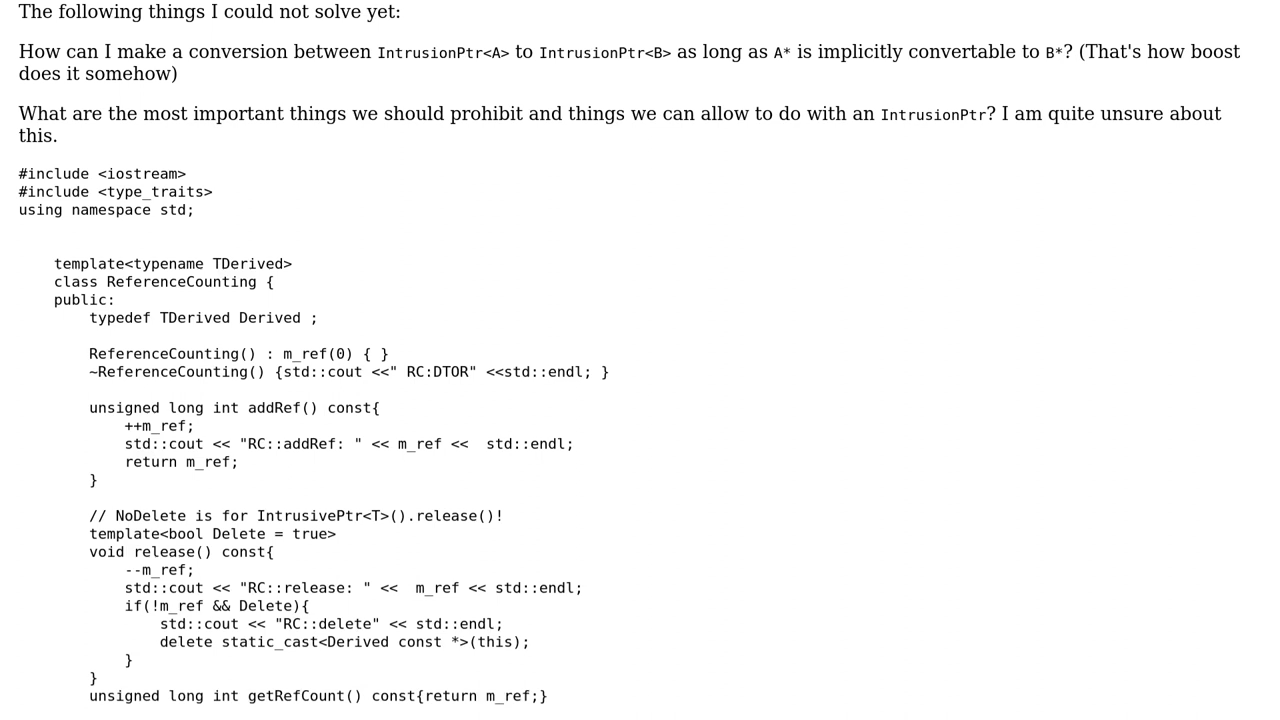 The following things I could not solve yet:
How can I make a conversion between IntrusionPtr<A> to IntrusionPtr<B> as long as A* is implicitly convertable to B*? (That's how boost
does it somehow)
What are the most important things we should prohibit and things we can allow to do with an IntrusionPtr? I am quite unsure about
this.
#include <iostream>
#include <type_traits>
using namespace std;
    template<typename TDerived>
    class ReferenceCounting {
    public:
        typedef TDerived Derived ;
        ReferenceCounting() : m_ref(0) { }
        ~ReferenceCounting() {std::cout <<" RC:DTOR" <<std::endl; }
        unsigned long int addRef() const{
            ++m_ref;
            std::cout << "RC::addRef: " << m_ref <<  std::endl;
            return m_ref;
        }
        // NoDelete is for IntrusivePtr<T>().release()!
        template<bool Delete = true>
        void release() const{
            --m_ref;
            std::cout << "RC::release: " <<  m_ref << std::endl;
            if(!m_ref && Delete){
                std::cout << "RC::delete" << std::endl;
                delete static_cast<Derived const *>(this);
            }
        }
        unsigned long int getRefCount() const{return m_ref;}